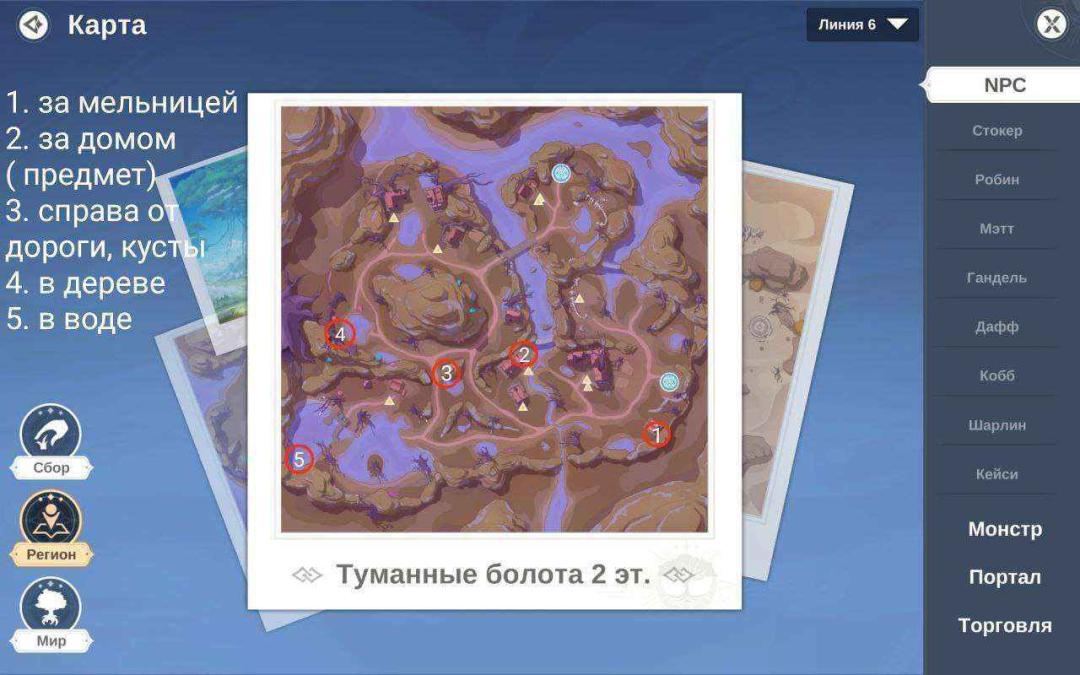 Карта
Линия 6
1. за мельницей
2. за домом
( предмет)
3. справа от
дороги, кусты
4. в дереве
5. в воде
4
3
2
1
5
Туманные болота 2 эт.
Сбор
Регион
Мир
NPC
Стокер
Робин
Мэтт
Гандель
Дафф
Кобб
Шарлин
Кейси
Монстр
Портал
Торговля